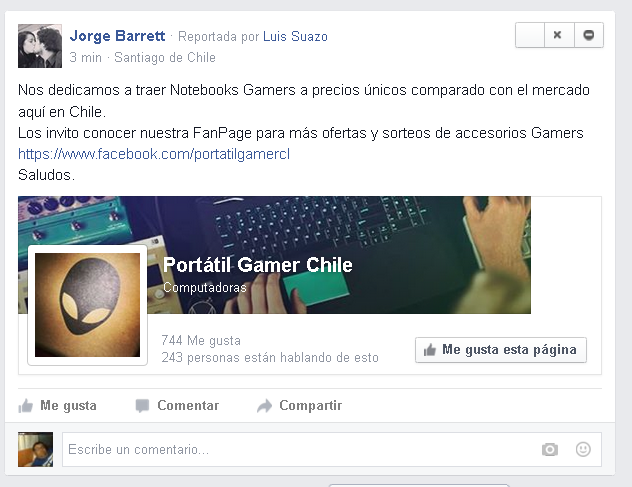 Jorge Barrett · Reportada por Luis Suazo
3 min · Santiago de Chile
Nos dedicamos a traer Notebooks Gamers a precios únicos comparado con el mercado
aquí en Chile.
Los invito conocer nuestra FanPage para más ofertas y sorteos de accesorios Gamers
https://www.facebook.com/portatilgamercl
Saludos.
Portátil Gamer Chile
Computadoras
744 Me gusta
243 personas están hablando de esto
Me gusta esta página
Me gusta
Comentar
Compartir
Escribe un comentario...